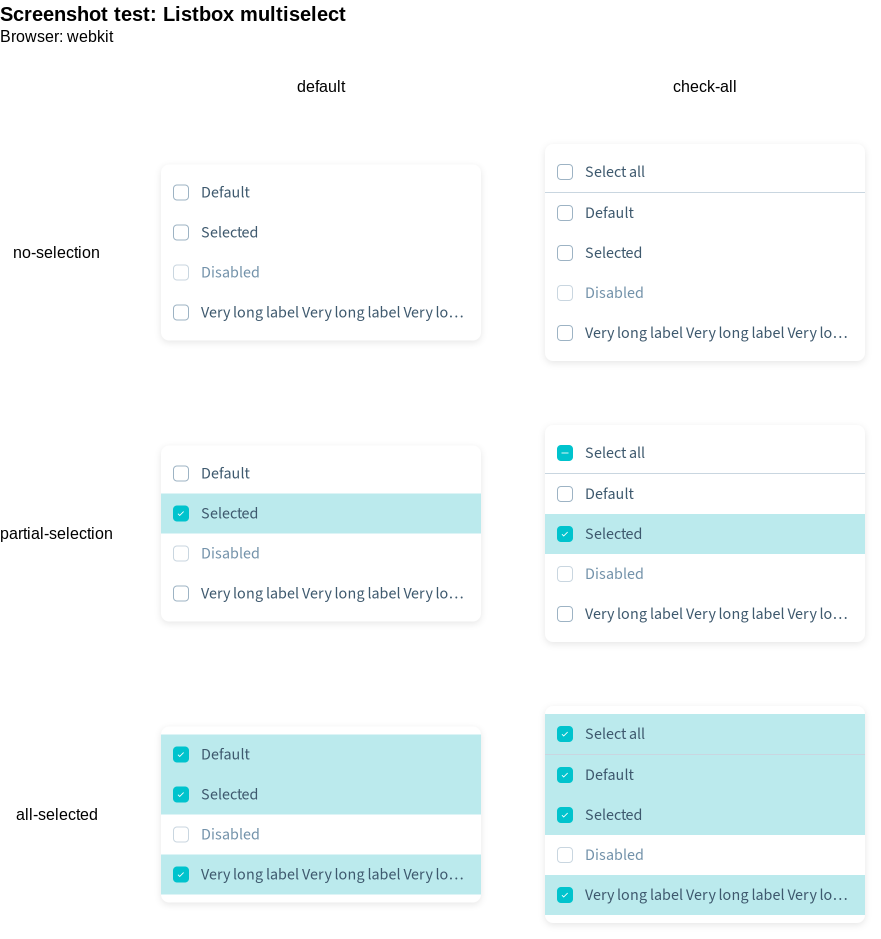 Screenshot test: Listbox multiselect
Browser: webkit
default
check-all
no-selection
Default
Selected
Disabled
Very long label Very long label Very lo…
Select all
Default
Selected
Disabled
Very long label Very long label Very lo…
partial-selection
Default
Selected
Disabled
Very long label Very long label Very lo…
Select all
Default
Selected
Disabled
Very long label Very long label Very lo…
all-selected
Default
Selected
Disabled
Very long label Very long label Very lo…
Select all
Default
Selected
Disabled
Very long label Very long label Very lo…